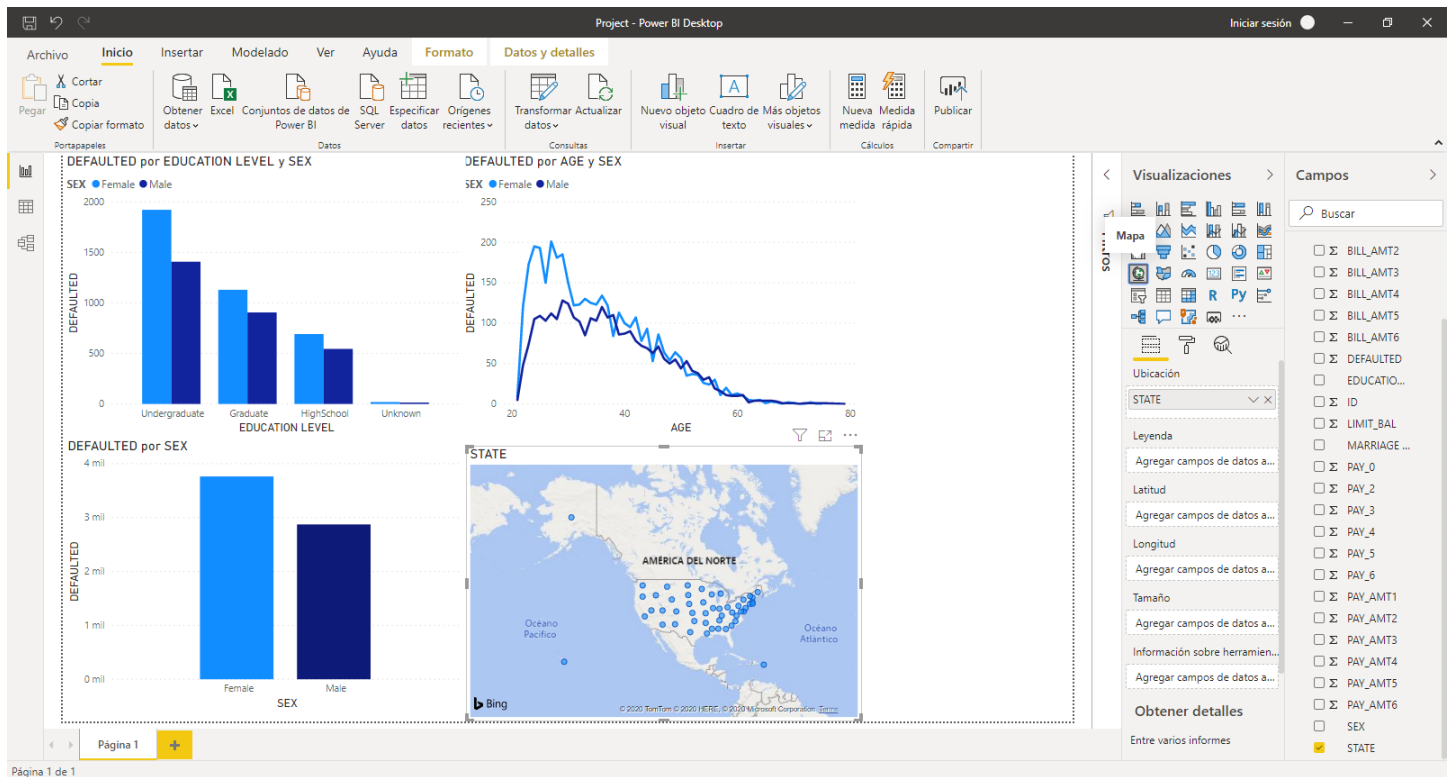 Project - Power BI Desktop
Iniciar sesión
Archivo Inicio Insertar Modelado Ver Ayuda Formato Datos y detalles
Pegar
Cortar
Copia
Copiar formato
Portapapeles
Obtener datos
Excel
Conjuntos de datos de Power BI
SQL Server
Especificar datos
Orígenes recientes
Datos
Transformar datos
Actualizar
Consultas
Nuevo objeto visual
Cuadro de texto
Más objetos visuales
Insertar
Nueva medida
Medida rápida
Cálculos
Publicar
Compartir
DEFAULTED por EDUCATION LEVEL y SEX
SEX Female Male
2000
1500
1000
500
0
DEFAULTED
Undergraduate Graduate HighSchool Unknown
EDUCATION LEVEL
DEFAULTED por AGE y SEX
SEX Female Male
250
200
150
100
50
0
DEFAULTED
20 40 60 80
AGE
DEFAULTED por SEX
4 mil
3 mil
2 mil
1 mil
0 mil
DEFAULTED
Female Male
SEX
STATE
AMÉRICA DEL NORTE
Océano Pacífico
Océano Atlántico
Bing
© 2020 TomTom © 2020 HERE, © 2020 Microsoft Corporation Terms
Visualizaciones
Mapa
R Py
Ubicación
STATE
Leyenda
Agregar campos de datos a...
Latitud
Agregar campos de datos a...
Longitud
Agregar campos de datos a...
Tamaño
Agregar campos de datos a...
Información sobre herramien...
Agregar campos de datos a...
Obtener detalles
Entre varios informes
Campos
Buscar
Σ BILL_AMT2
Σ BILL_AMT3
Σ BILL_AMT4
Σ BILL_AMT5
Σ BILL_AMT6
Σ DEFAULTED
EDUCATIO...
Σ ID
Σ LIMIT_BAL
MARRIAGE ...
Σ PAY_0
Σ PAY_2
Σ PAY_3
Σ PAY_4
Σ PAY_5
Σ PAY_6
Σ PAY_AMT1
Σ PAY_AMT2
Σ PAY_AMT3
Σ PAY_AMT4
Σ PAY_AMT5
Σ PAY_AMT6
SEX
STATE
Página 1
Página 1 de 1